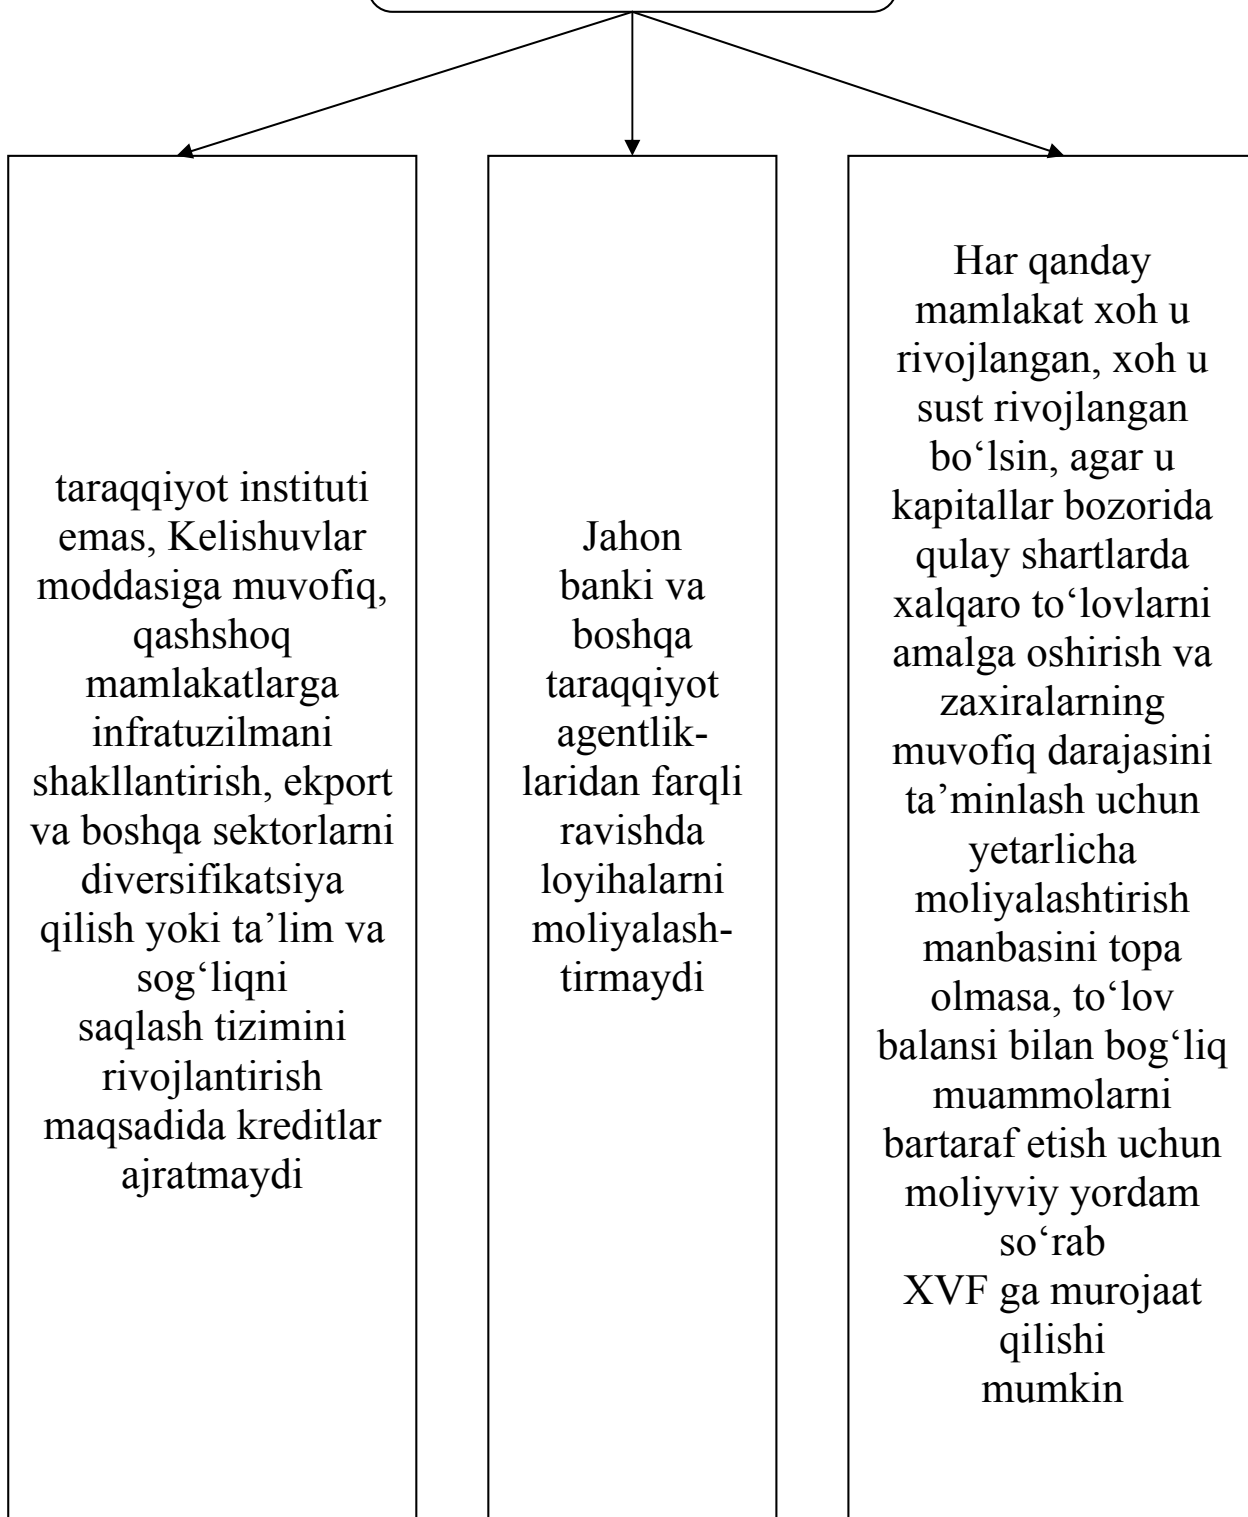 taraqqiyot instituti
emas, Kelishuvlar
moddasiga muvofiq,
qashshoq
mamlakatlarga
infratuzilmani
shakllantirish, ekport
va boshqa sektorlarni
diversifikatsiya
qilish yoki ta’lim va
sog‘liqni
saqlash tizimini
rivojlantirish
maqsadida kreditlar
ajratmaydi
Jahon
banki va
boshqa
taraqqiyot
agentlik-
laridan farqli
ravishda
loyihalarni
moliyalash-
tirmaydi
Har qanday
mamlakat xoh u
rivojlangan, xoh u
sust rivojlangan
bo‘lsin, agar u
kapitallar bozorida
qulay shartlarda
xalqaro to‘lovlarni
amalga oshirish va
zaxiralarning
muvofiq darajasini
ta’minlash uchun
yetarlicha
moliyalashtirish
manbasini topa
olmasa, to‘lov
balansi bilan bog‘liq
muammolarni
bartaraf etish uchun
moliyviy yordam
so‘rab
XVF ga murojaat
qilishi
mumkin